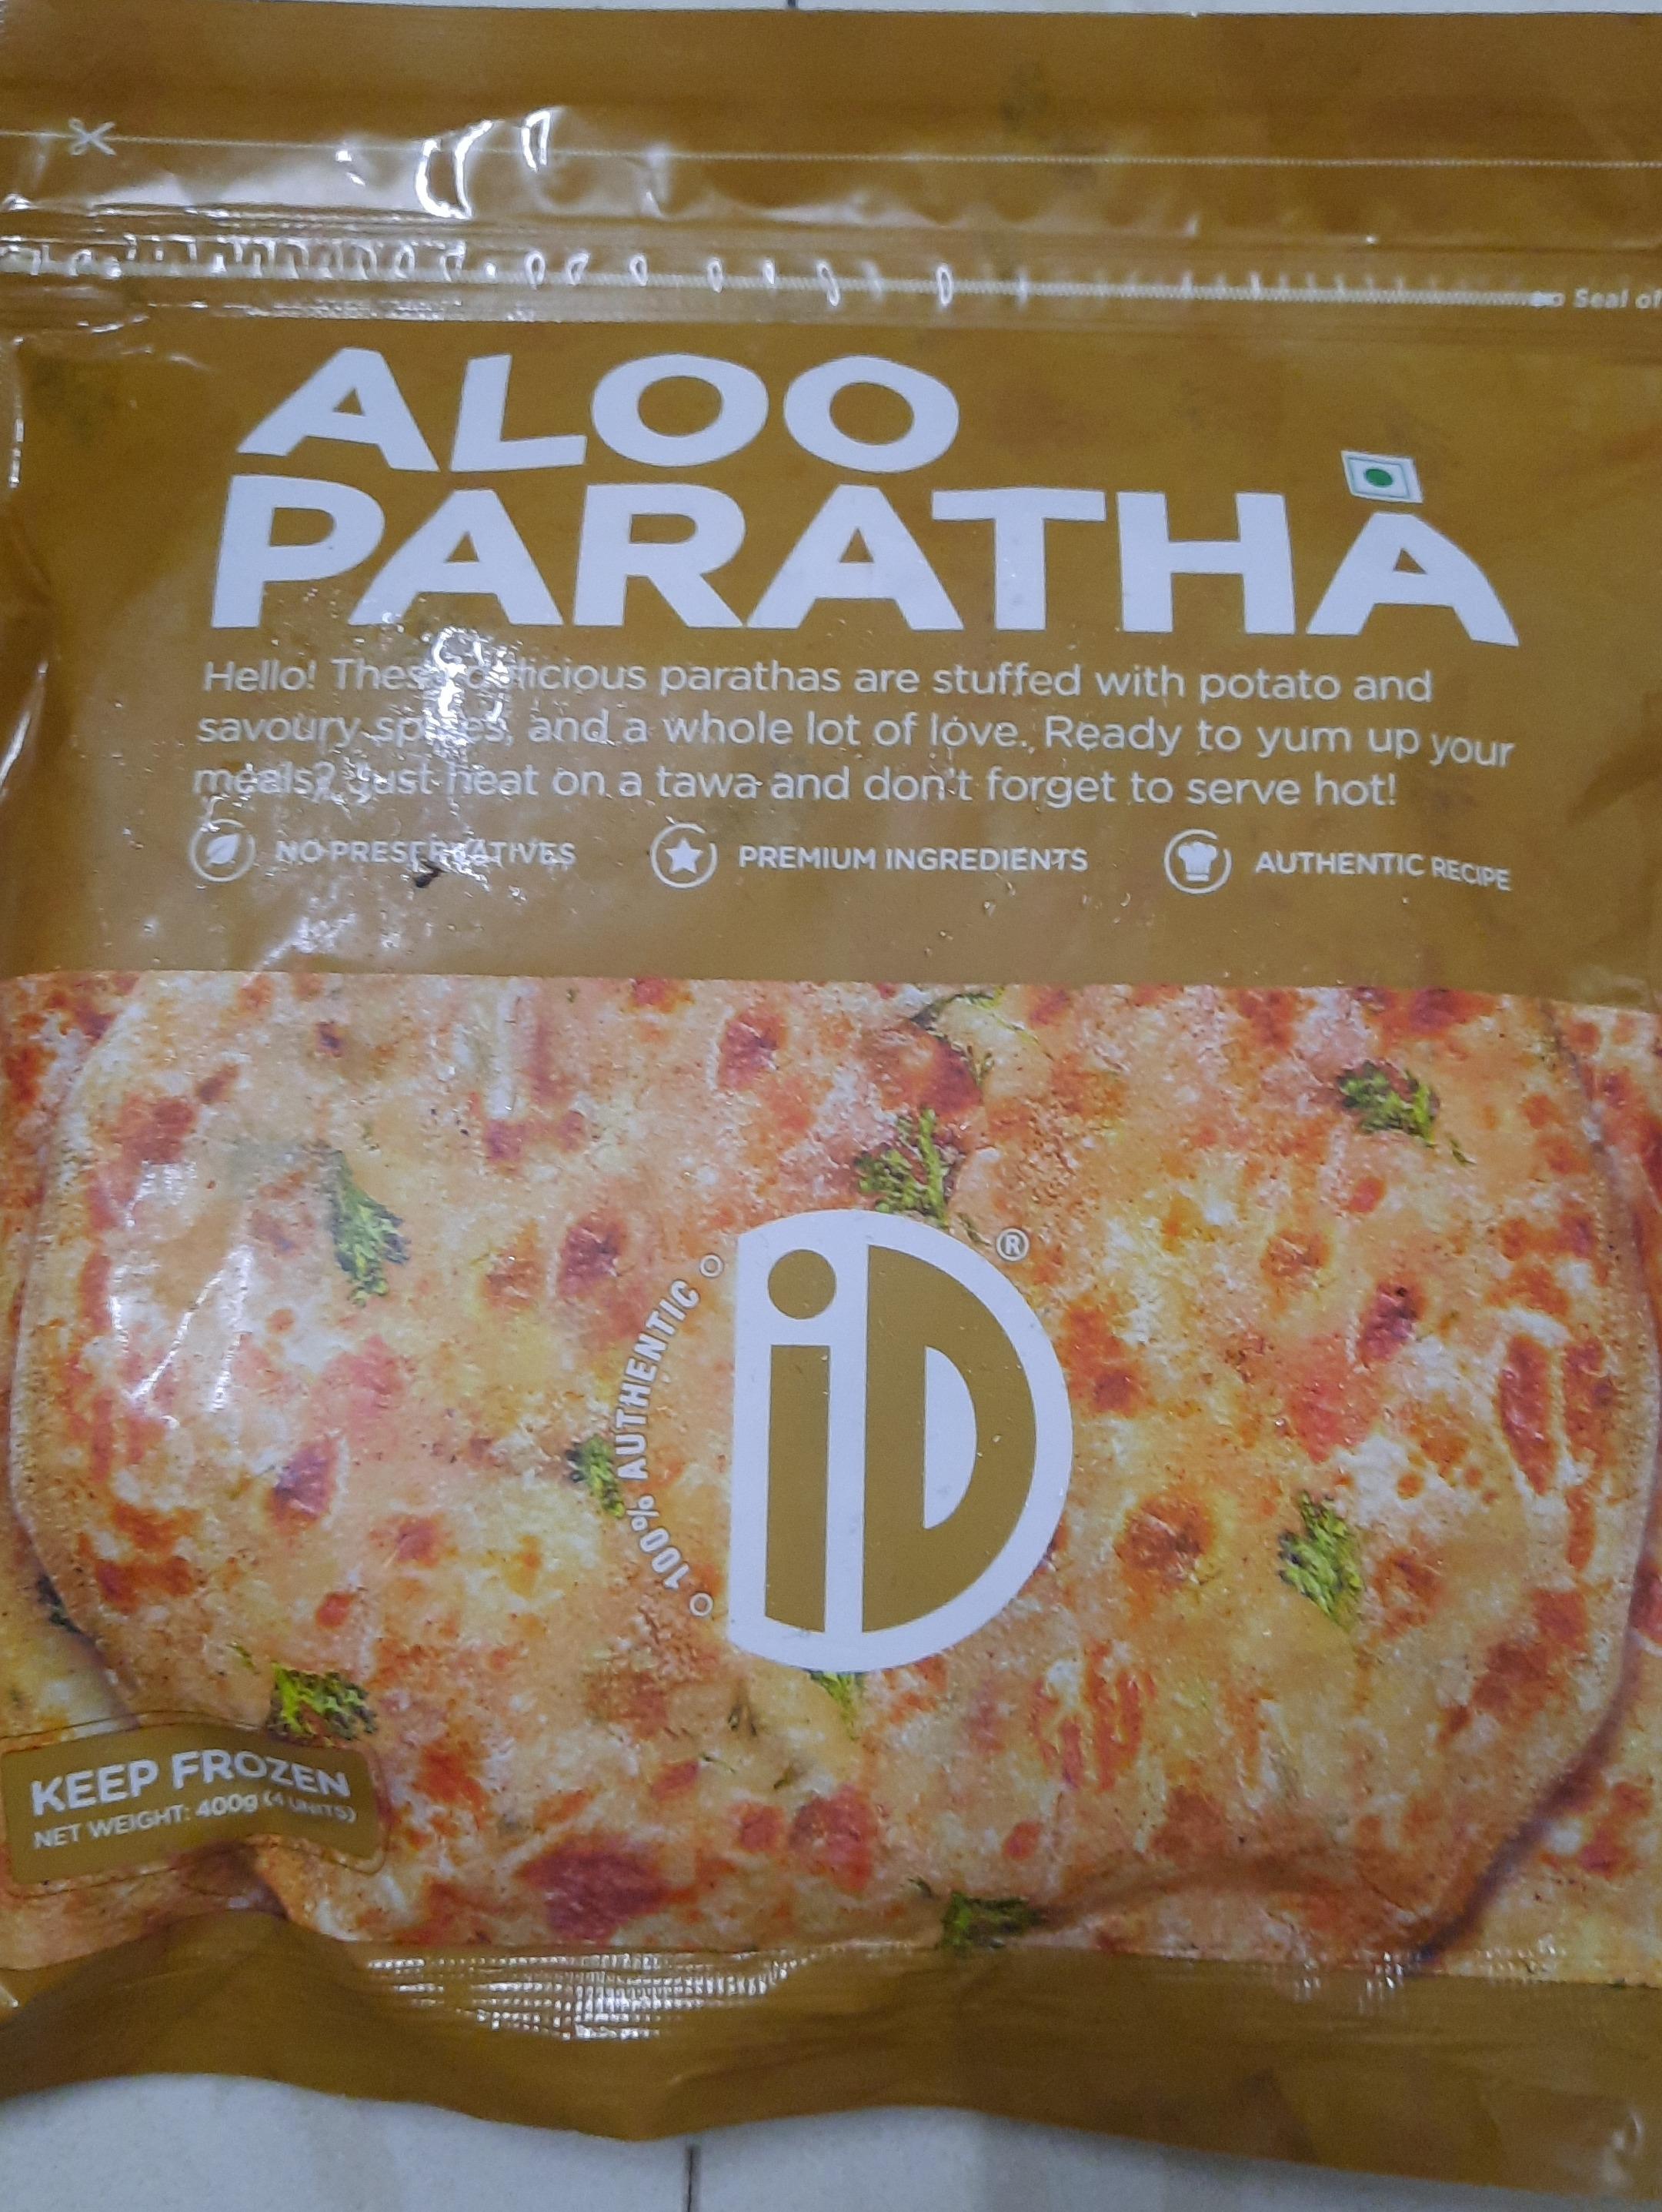 Seal of
ALOO
PARATHA
Hello! These delicious parathas are stuffed with potato and
savoury spices, and a whole lot of love. Ready to yum up your
meals? Just heat on a tawa and don't forget to serve hot!
NO PRESERVATIVES
PREMIUM INGREDIENTS
AUTHENTIC RECIPE
100% AUTHENTIC
iD ®
KEEP FROZEN
NET WEIGHT: 400g (4 UNITS)